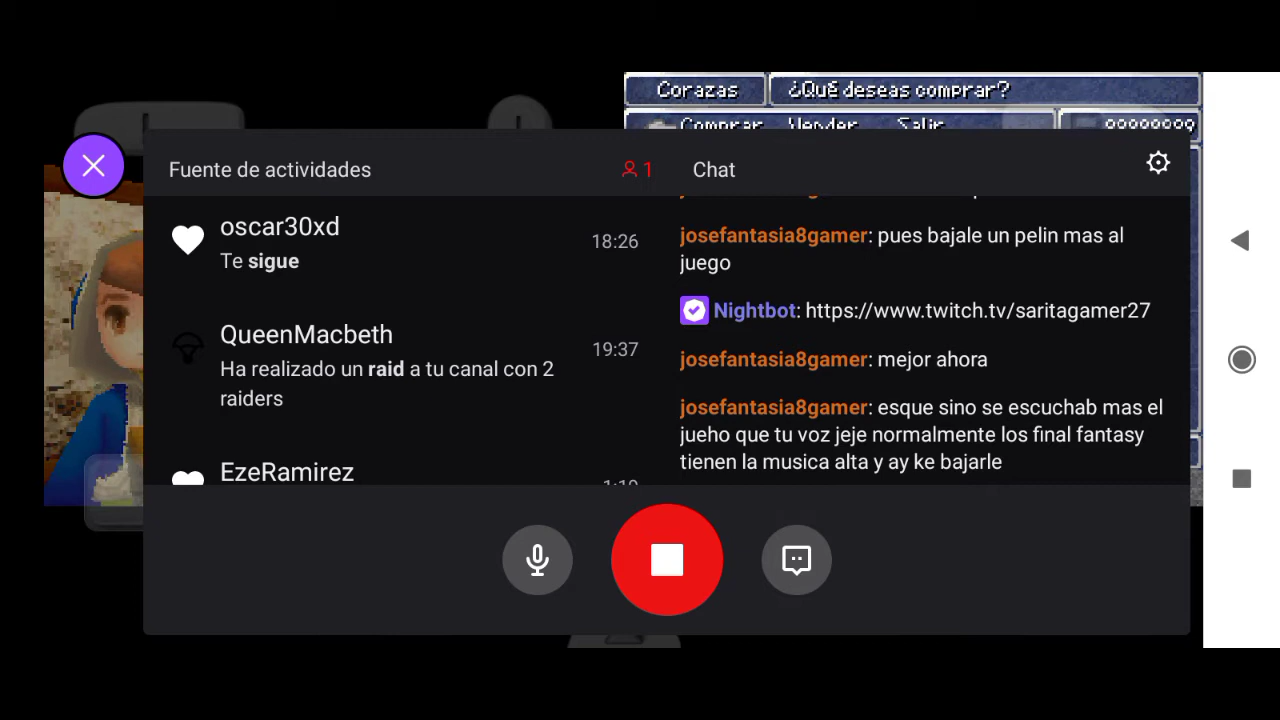 Corazas
¿Qué deseas comprar?
Comprar Vender Salir
99999999
Fuente de actividades
1
Chat
oscar30xd
Te sigue
18:26
QueenMacbeth
Ha realizado un raid a tu canal con 2
raiders
19:37
EzeRamirez
josefantasia8gamer: pues bajale un pelin mas al
juego
Nightbot: https://www.twitch.tv/saritagamer27
josefantasia8gamer: mejor ahora
josefantasia8gamer: esque sino se escuchab mas el
jueho que tu voz jeje normalmente los final fantasy
tienen la musica alta y ay ke bajarle